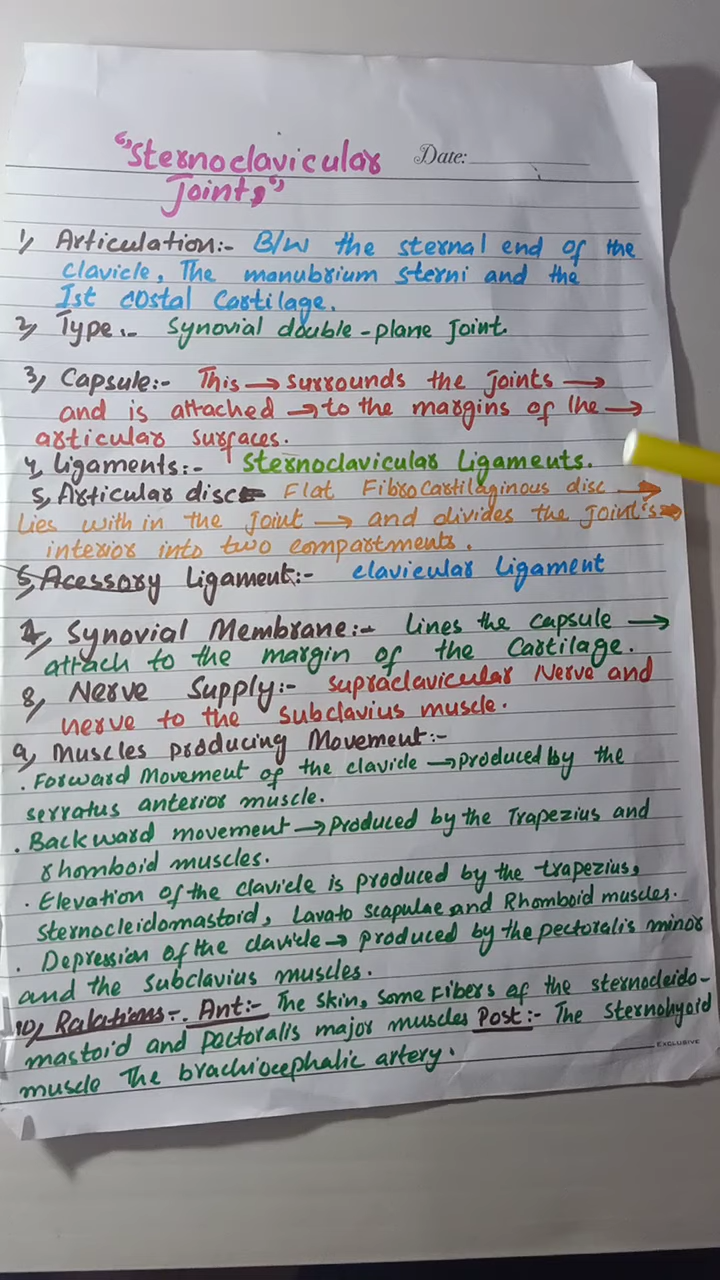 "Sternoclavicular Date:
Joint,"
1, Articulation:- B/w the sternal end of the
clavicle, The manubrium sterni and the
Ist costal Cartilage.
2, Type.- Synovial double-plane Joint.
3, Capsule:- This → surrounds the joints →
and is attached → to the margins of the →
articular surfaces.
4, Ligaments:- Sternoclavicular Ligaments.
5, Articular disc- Flat Fibrocartilaginous disc →
Lies with in the joint → and divides the joint's →
interior into two compartments.
5, Acessory Ligament:- clavicular Ligament
7, Synovial Membrane:- Lines the capsule →
attach to the margin of the Cartilage.
8, Nerve Supply:- supraclavicular Nerve and
nerve to the subclavius muscle.
9, Muscles producing Movement:-
. Forward Movement of the clavicle → produced by the
serratus anterior muscle.
. Backward movement → Produced by the Trapezius and
rhomboid muscles.
. Elevation of the clavicle is produced by the trapezius,
sternocleidomastoid, Lavato scapulae and Rhomboid muscles.
. Depression of the clavicle → produced by the pectoralis minor
and the subclavius muscles.
10, Ralations-. Ant:- The skin, some Fibers of the sternocleido-
mastoid and pectoralis major muscles Post:- The sternohyoid
muscle The brachiocephalic artery.
EXCLUSIVE